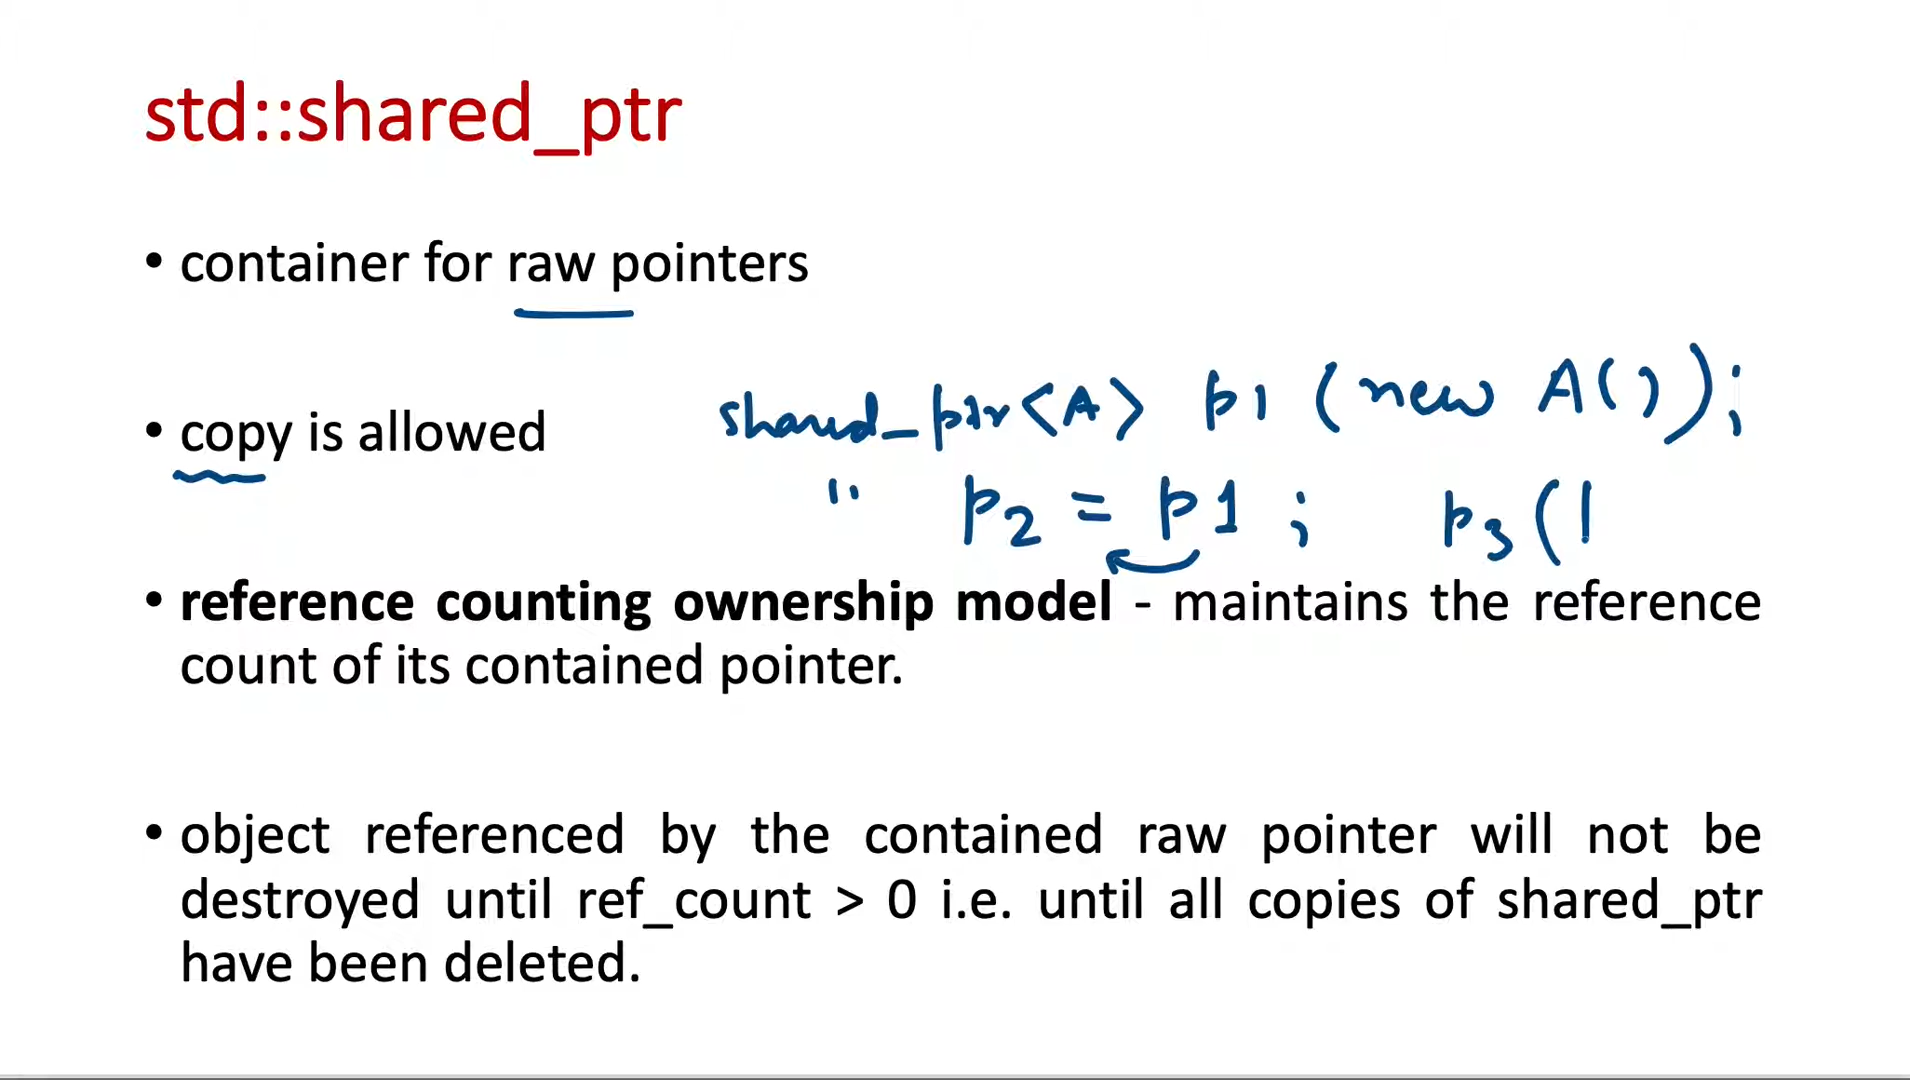 std::shared_ptr
• container for raw pointers
shared_ptr<A> p1 (new A());
• copy is allowed
" p2 = p1 ; p3 (
• reference counting ownership model - maintains the reference
count of its contained pointer.
• object referenced by the contained raw pointer will not be
destroyed until ref_count > 0 i.e. until all copies of shared_ptr
have been deleted.